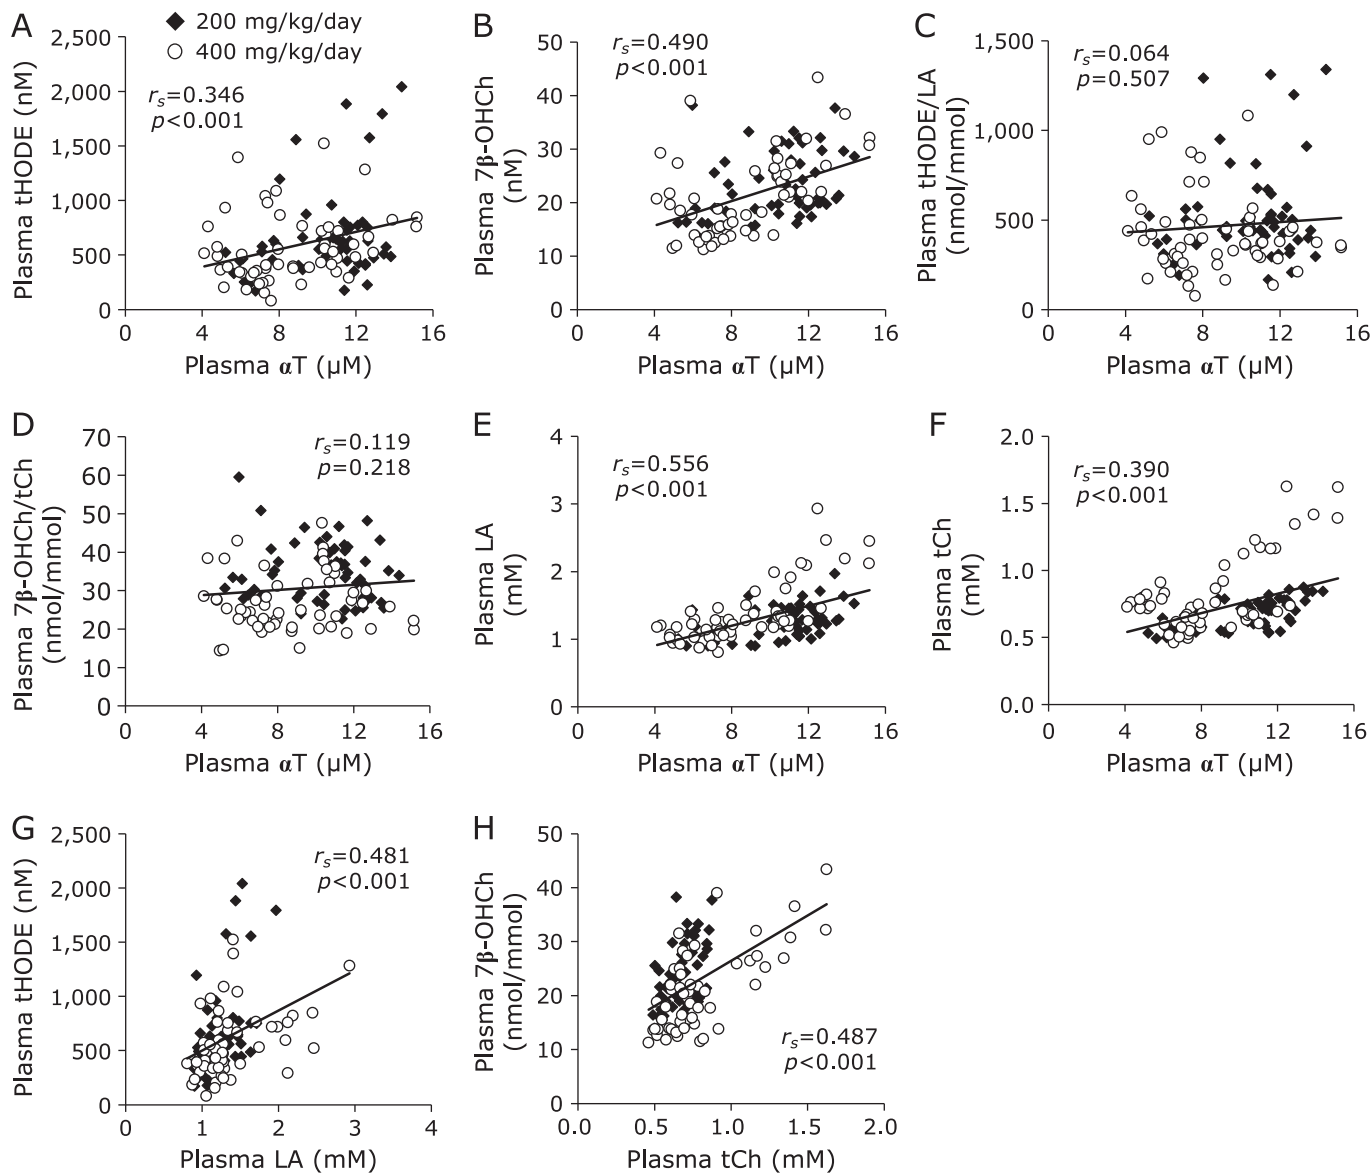 A
◆ 200 mg/kg/day
○ 400 mg/kg/day
Plasma tHODE (nM)
2,500
2,000
1,500
1,000
500
0
rs=0.346
p<0.001
0 4 8 12 16
Plasma αT (µM)
B
Plasma 7β-OHCh
(nM)
50
40
30
20
10
0
rs=0.490
p<0.001
0 4 8 12 16
Plasma αT (µM)
C
Plasma tHODE/LA
(nmol/mmol)
1,500
1,000
500
0
rs=0.064
p=0.507
0 4 8 12 16
Plasma αT (µM)
D
Plasma 7β-OHCh/tCh
(nmol/mmol)
70
60
50
40
30
20
10
0
rs=0.119
p=0.218
0 4 8 12 16
Plasma αT (µM)
E
Plasma LA
(mM)
4
3
2
1
0
rs=0.556
p<0.001
0 4 8 12 16
Plasma αT (µM)
F
Plasma tCh
(mM)
2.0
1.5
1.0
0.5
0.0
rs=0.390
p<0.001
0 4 8 12 16
Plasma αT (µM)
G
Plasma tHODE (nM)
2,500
2,000
1,500
1,000
500
0
rs=0.481
p<0.001
0 1 2 3 4
Plasma LA (mM)
H
Plasma 7β-OHCh
(nmol/mmol)
50
40
30
20
10
0
rs=0.487
p<0.001
0.0 0.5 1.0 1.5 2.0
Plasma tCh (mM)